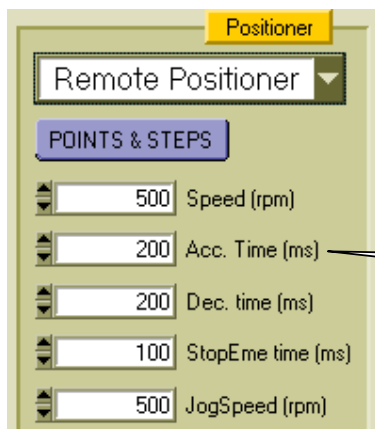 Positioner
Remote Positioner
POINTS & STEPS
500 Speed (rpm)
200 Acc. Time (ms)
200 Dec. time (ms)
100 StopEme time (ms)
500 JogSpeed (rpm)